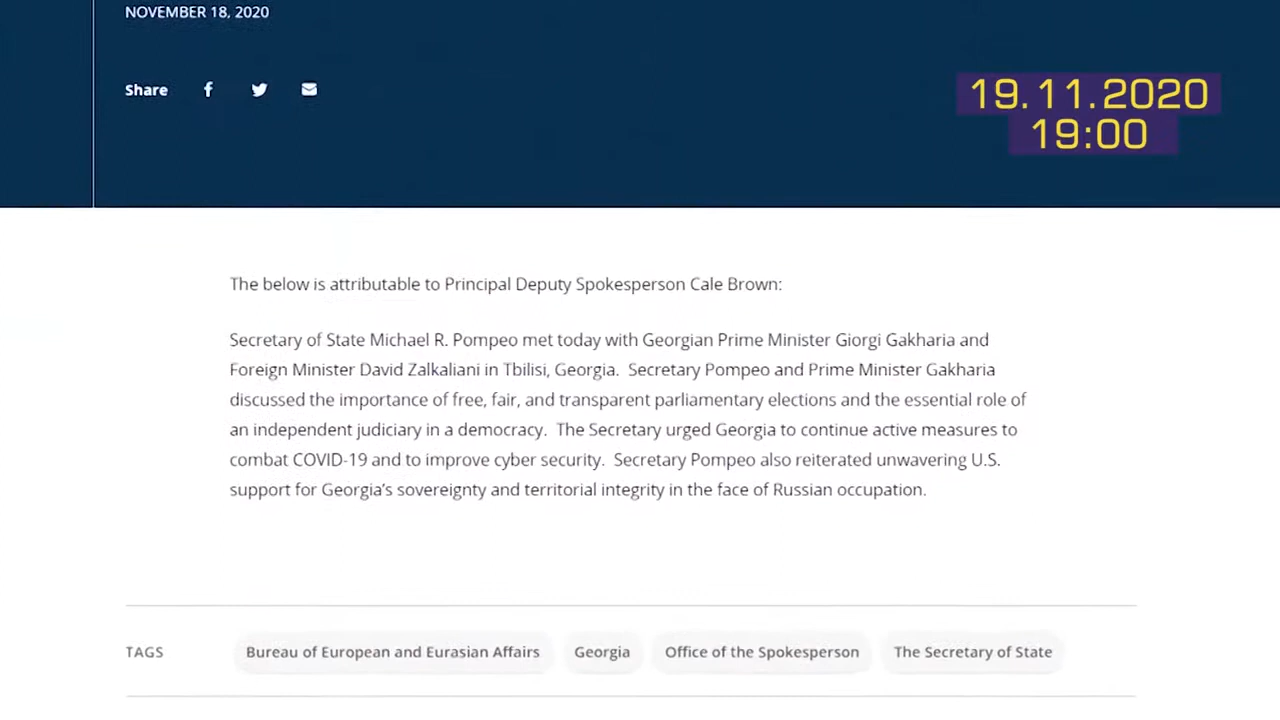 NOVEMBER 18, 2020
Share
19.11.2020
19:00
The below is attributable to Principal Deputy Spokesperson Cale Brown:
Secretary of State Michael R. Pompeo met today with Georgian Prime Minister Giorgi Gakharia and
Foreign Minister David Zalkaliani in Tbilisi, Georgia.  Secretary Pompeo and Prime Minister Gakharia
discussed the importance of free, fair, and transparent parliamentary elections and the essential role of
an independent judiciary in a democracy.  The Secretary urged Georgia to continue active measures to
combat COVID-19 and to improve cyber security.  Secretary Pompeo also reiterated unwavering U.S.
support for Georgia's sovereignty and territorial integrity in the face of Russian occupation.
TAGS
Bureau of European and Eurasian Affairs
Georgia
Office of the Spokesperson
The Secretary of State